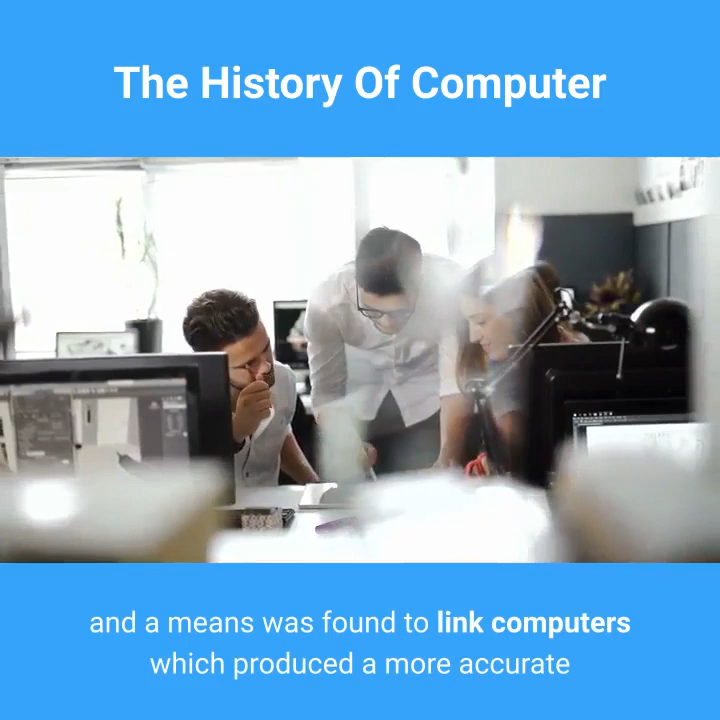 The History Of Computer
and a means was found to link computers
which produced a more accurate